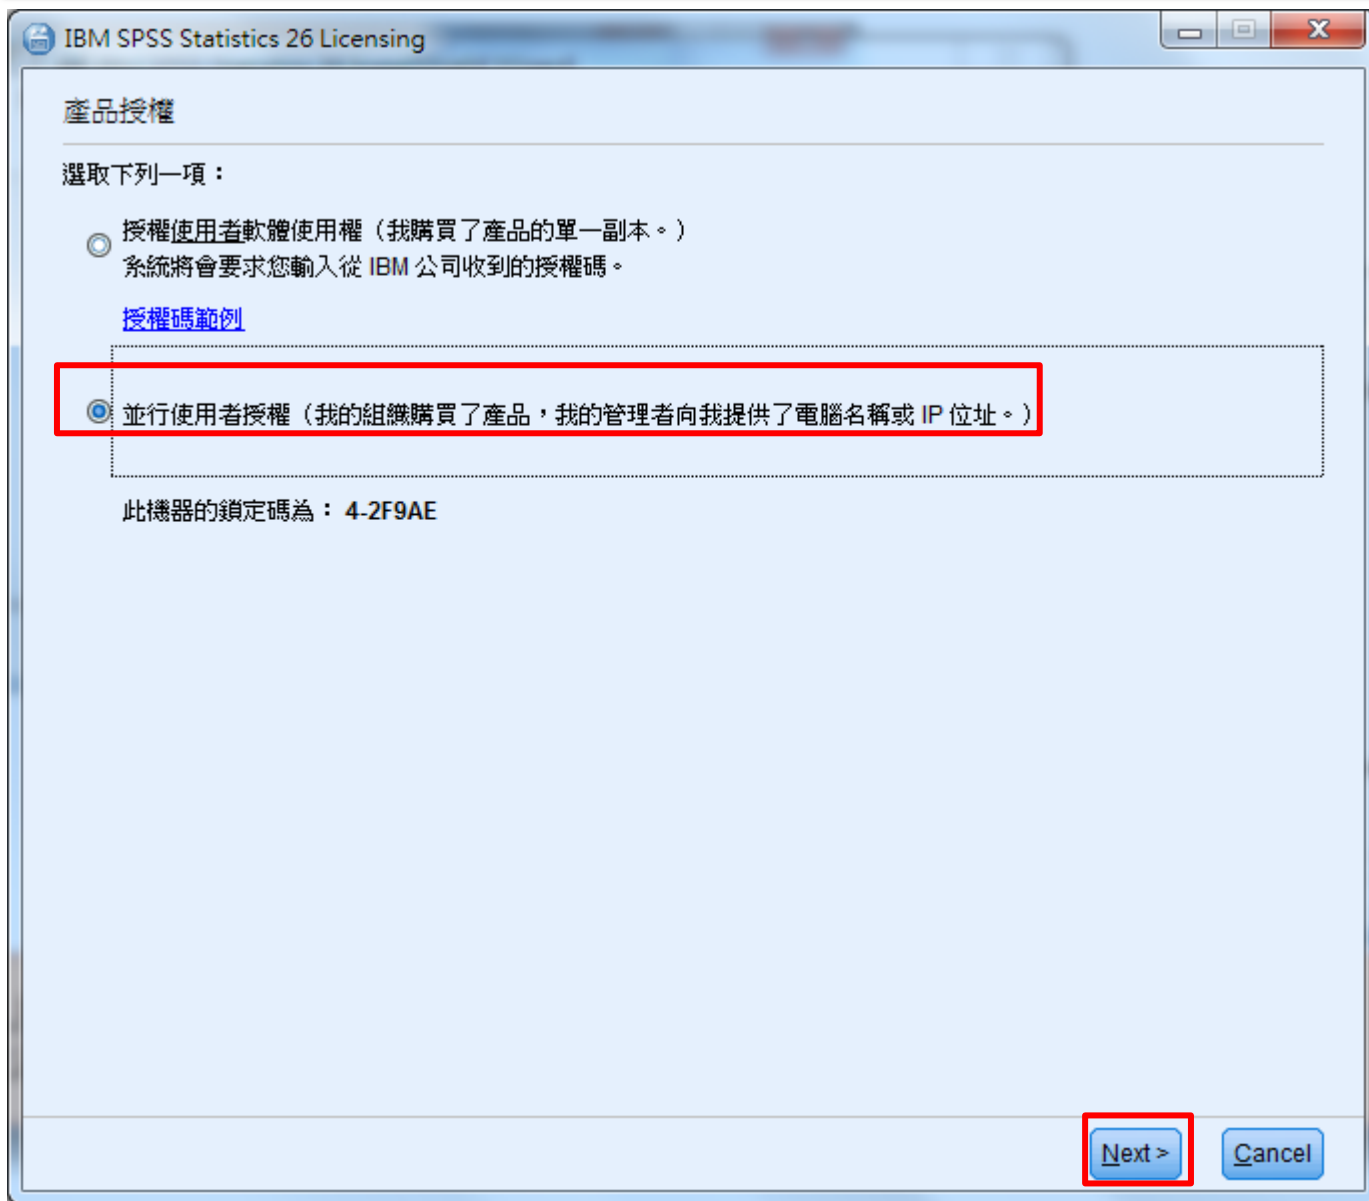 IBM SPSS Statistics 26 Licensing
產品授權
選取下列一項：
授權使用者軟體使用權（我購買了產品的單一副本。）
系統將會要求您輸入從 IBM 公司收到的授權碼。
授權碼範例
並行使用者授權（我的組織購買了產品，我的管理者向我提供了電腦名稱或 IP 位址。）
此機器的鎖定碼為： 4-2F9AE
Next > Cancel